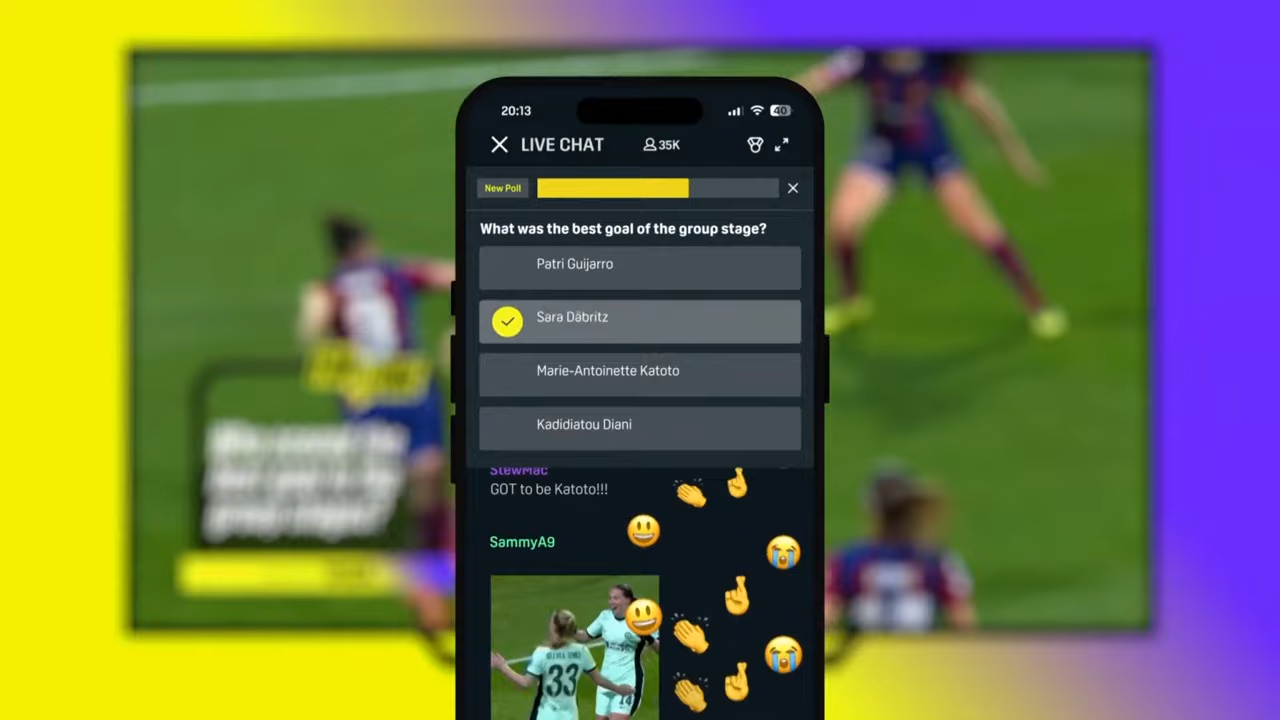 20:13
40
LIVE CHAT
35K
New Poll
What was the best goal of the group stage?
Patri Guijarro
Sara Däbritz
Marie-Antoinette Katoto
Kadidiatou Diani
StewMac
GOT to be Katoto!!!
SammyA9
33
14